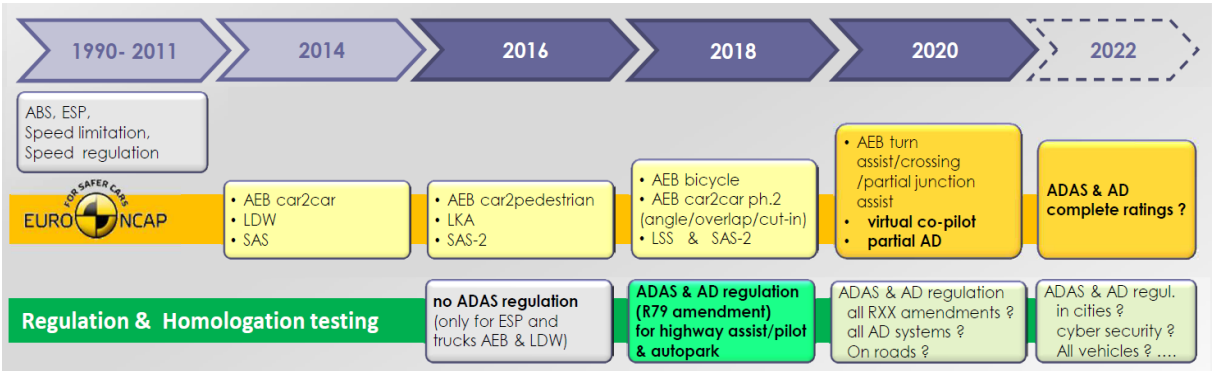 1990- 2011
2014
2016
2018
2020
2022
ABS, ESP,
Speed limitation,
Speed regulation
FOR SAFER CARS
EURO NCAP
• AEB car2car
• LDW
• SAS
• AEB car2pedestrian
• LKA
• SAS-2
• AEB bicycle
• AEB car2car ph.2
(angle/overlap/cut-in)
• LSS & SAS-2
• AEB turn
assist/crossing
/partial junction
assist
• virtual co-pilot
• partial AD
ADAS & AD
complete ratings ?
Regulation & Homologation testing
no ADAS regulation
(only for ESP and
trucks AEB & LDW)
ADAS & AD regulation
(R79 amendment)
for highway assist/pilot
& autopark
ADAS & AD regulation
all RXX amendments ?
all AD systems ?
On roads ?
ADAS & AD regul.
in cities ?
cyber security ?
All vehicles ? ....